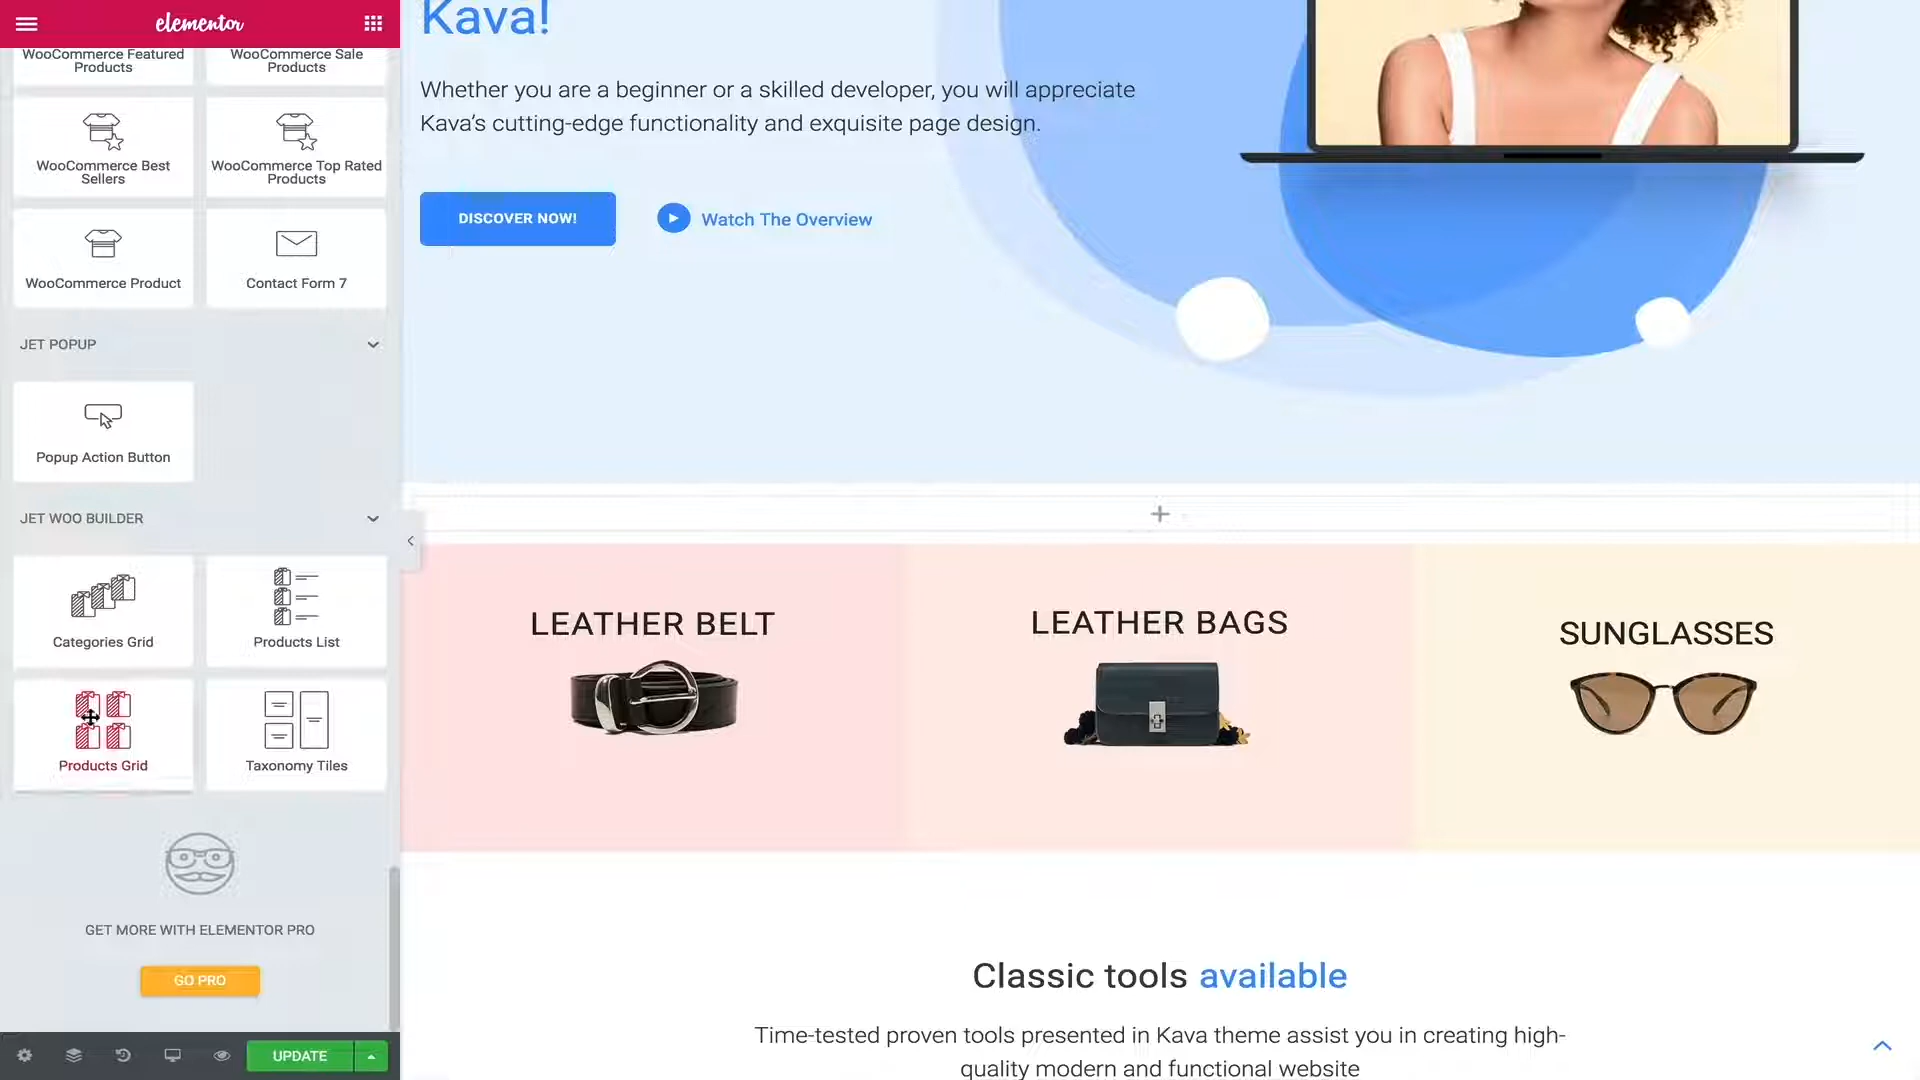 elementor
WooCommerce Featured
Products
WooCommerce Sale
Products
WooCommerce Best
Sellers
WooCommerce Top Rated
Products
WooCommerce Product
Contact Form 7
JET POPUP
Popup Action Button
JET WOO BUILDER
Categories Grid
Products List
Products Grid
Taxonomy Tiles
GET MORE WITH ELEMENTOR PRO
GO PRO
UPDATE
Kava!
Whether you are a beginner or a skilled developer, you will appreciate
Kava’s cutting-edge functionality and exquisite page design.
DISCOVER NOW!
Watch The Overview
LEATHER BELT
LEATHER BAGS
SUNGLASSES
Classic tools available
Time-tested proven tools presented in Kava theme assist you in creating high-
quality modern and functional website